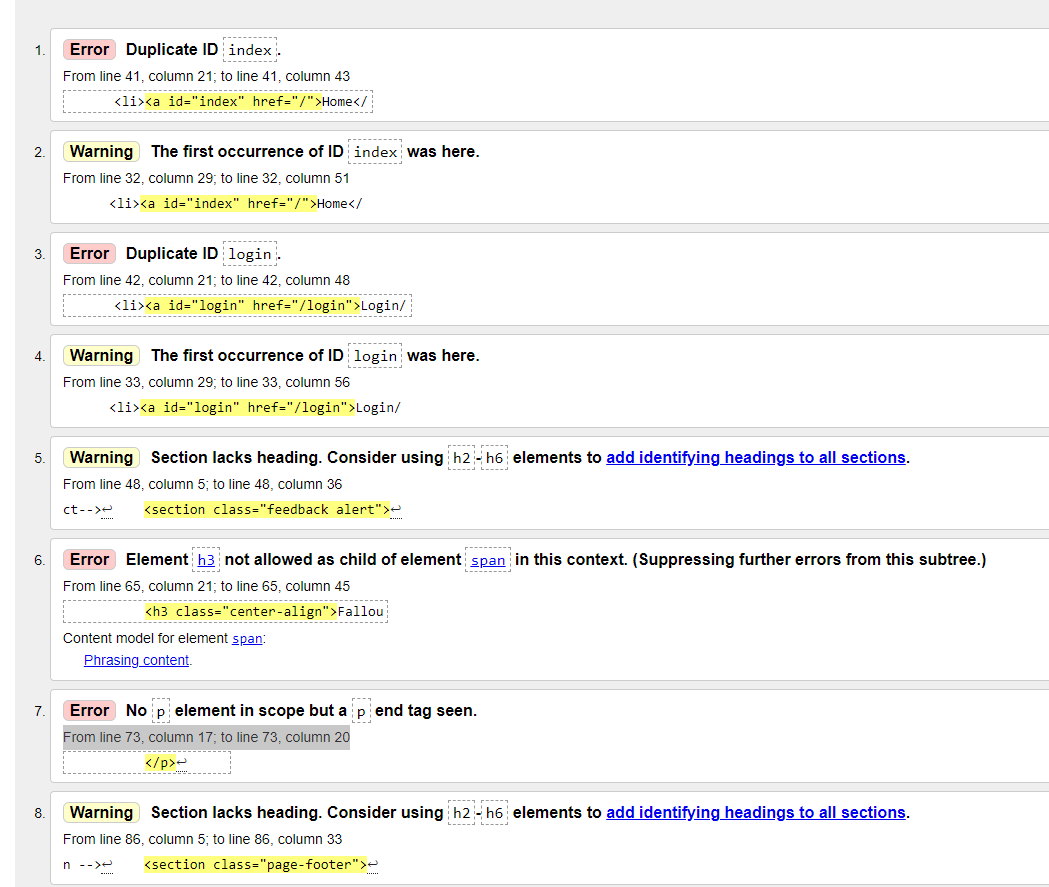 1. Error Duplicate ID index.
From line 41, column 21; to line 41, column 43
<li><a id="index" href="/">Home</
2. Warning The first occurrence of ID index was here.
From line 32, column 29; to line 32, column 51
<li><a id="index" href="/">Home</
3. Error Duplicate ID login.
From line 42, column 21; to line 42, column 48
<li><a id="login" href="/login">Login/
4. Warning The first occurrence of ID login was here.
From line 33, column 29; to line 33, column 56
<li><a id="login" href="/login">Login/
5. Warning Section lacks heading. Consider using h2-h6 elements to add identifying headings to all sections.
From line 48, column 5; to line 48, column 36
ct-->↩ <section class="feedback alert">↩
6. Error Element h3 not allowed as child of element span in this context. (Suppressing further errors from this subtree.)
From line 65, column 21; to line 65, column 45
<h3 class="center-align">Fallou
Content model for element span:
Phrasing content.
7. Error No p element in scope but a p end tag seen.
From line 73, column 17; to line 73, column 20
</p>↩
8. Warning Section lacks heading. Consider using h2-h6 elements to add identifying headings to all sections.
From line 86, column 5; to line 86, column 33
n -->↩ <section class="page-footer">↩